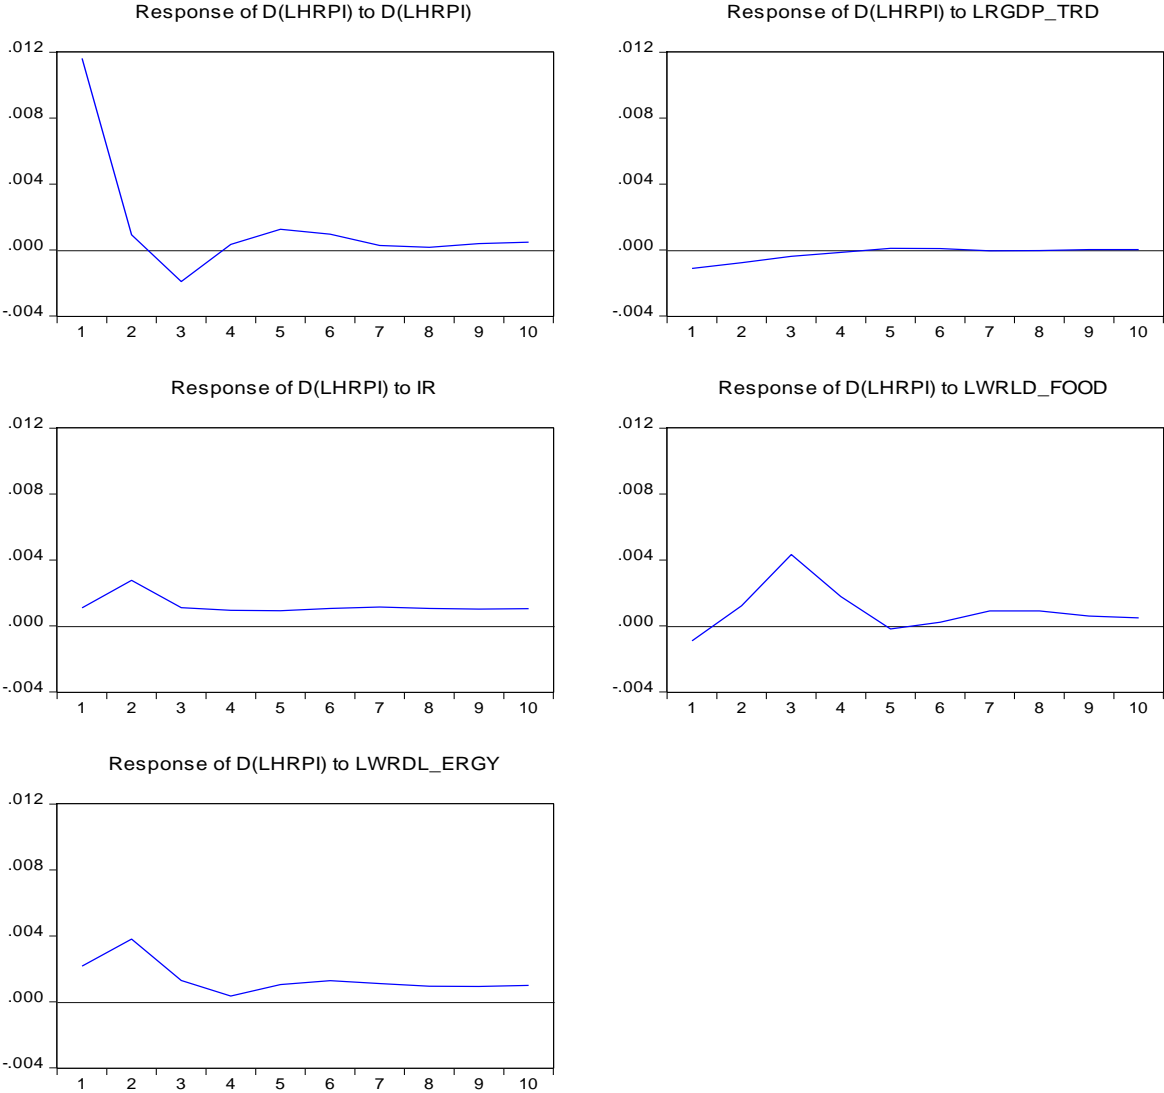 Response of D(LHRPI) to D(LHRPI)
.012
.008
.004
.000
-.004
1 2 3 4 5 6 7 8 9 10
Response of D(LHRPI) to LRGDP_TRD
.012
.008
.004
.000
-.004
1 2 3 4 5 6 7 8 9 10
Response of D(LHRPI) to IR
.012
.008
.004
.000
-.004
1 2 3 4 5 6 7 8 9 10
Response of D(LHRPI) to LWRLD_FOOD
.012
.008
.004
.000
-.004
1 2 3 4 5 6 7 8 9 10
Response of D(LHRPI) to LWRDL_ERGY
.012
.008
.004
.000
-.004
1 2 3 4 5 6 7 8 9 10